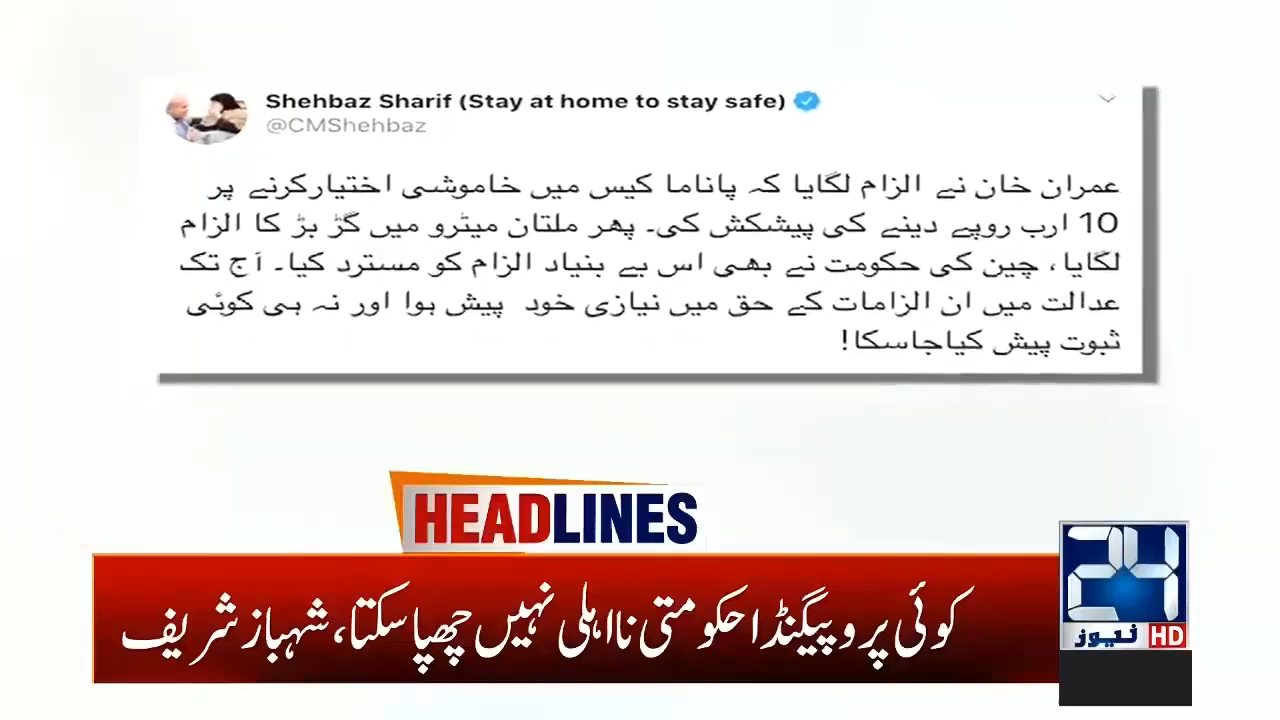 Shehbaz Sharif (Stay at home to stay safe)
@CMShehbaz
عمران خان نے الزام لگایا کہ پاناما کیس میں خاموشی اختیارکرنے پر
10 ارب روپے دینے کی پیشکش کی۔ پھر ملتان میٹرو میں گڑ بڑ کا الزام
لگایا، چین کی حکومت نے بھی اس بے بنیاد الزام کو مسترد کیا۔ آج تک
عدالت میں ان الزامات کے حق میں نیازی خود پیش ہوا اور نہ ہی کوئی
ثبوت پیش کیاجاسکا!
HEADLINES
کوئی پروپیگنڈا حکومتی نااہلی نہیں چھپا سکتا، شہباز شریف
24
نیوز HD